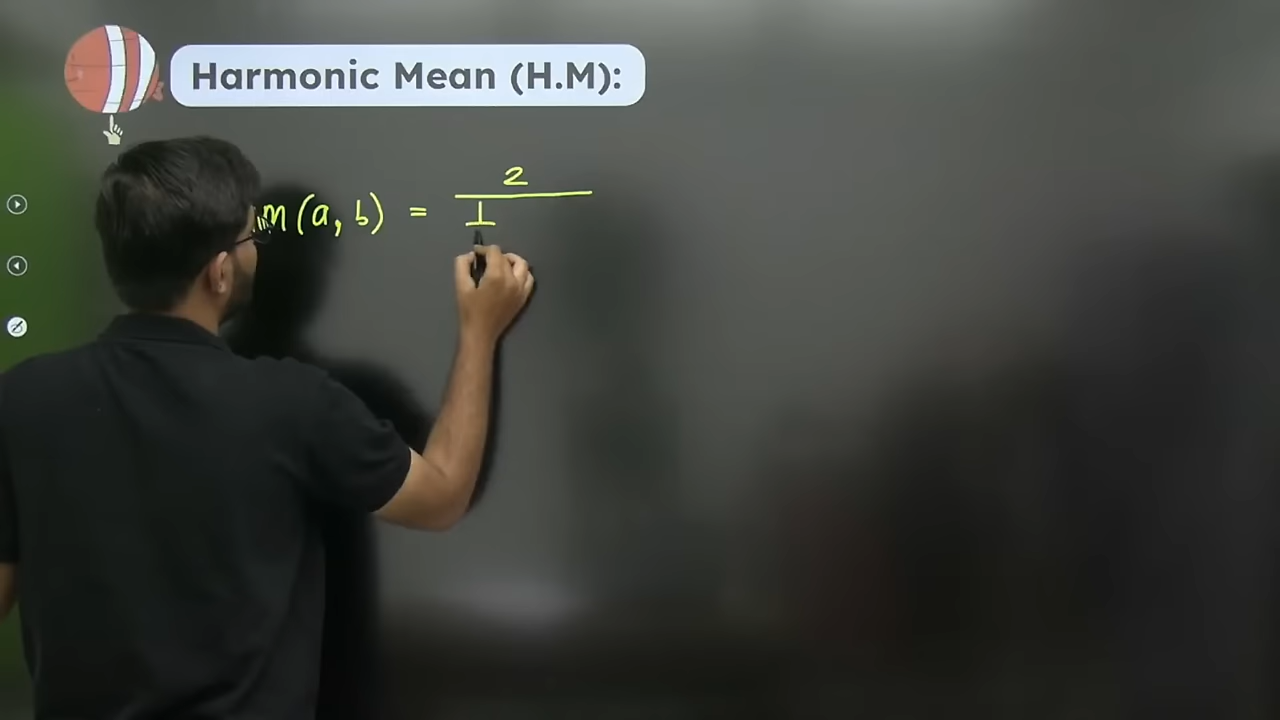 Harmonic Mean (H.M):
m(a, b) = 2
1